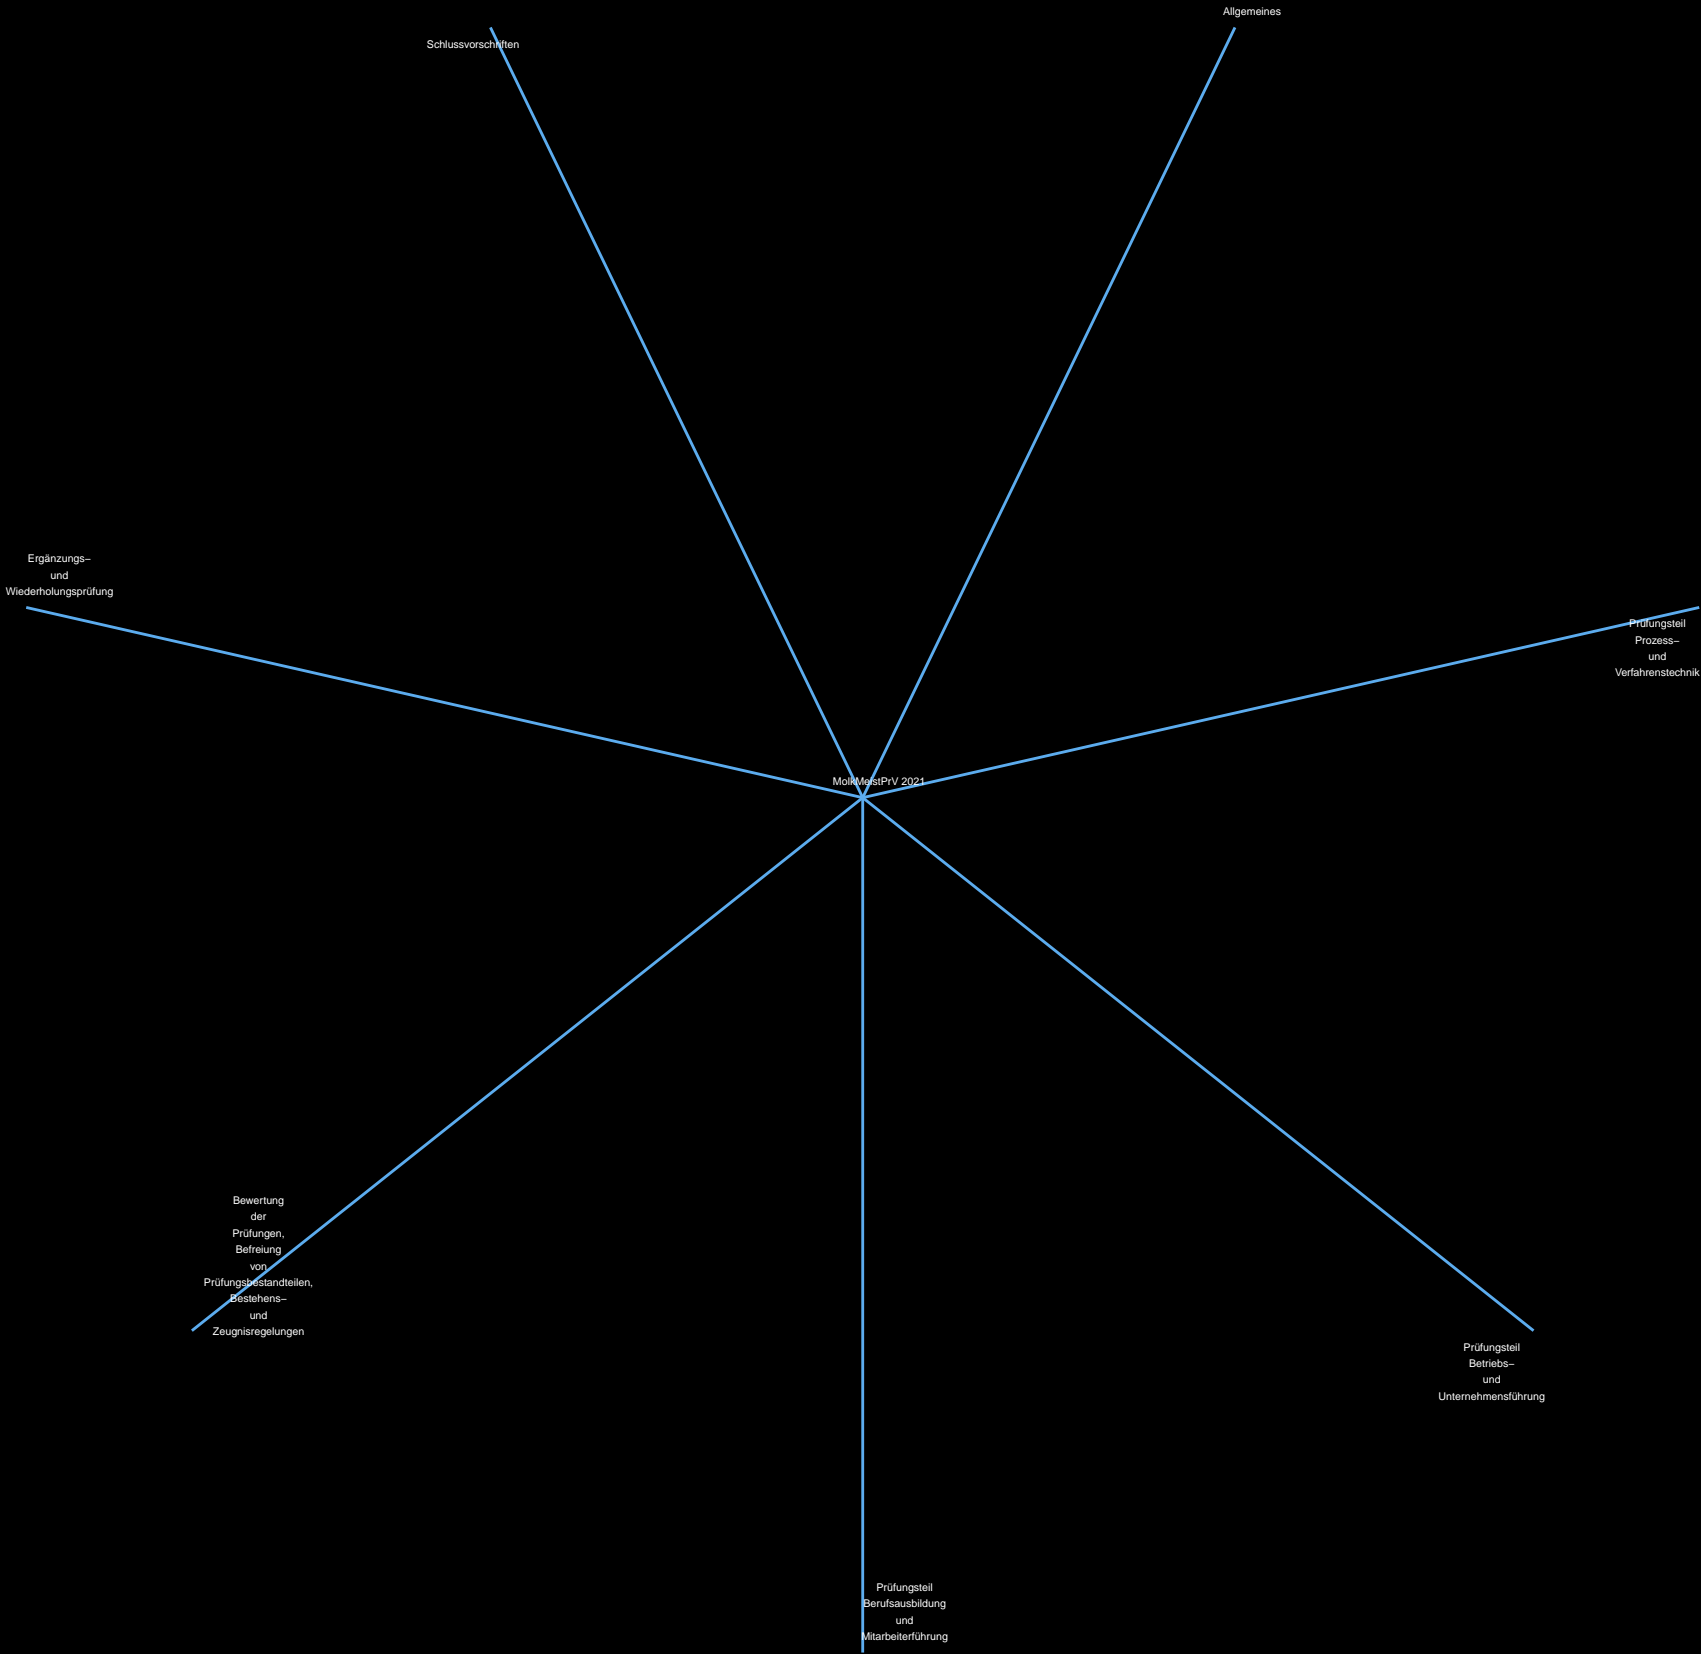 Allgemeines
Schlussvorschriften
Ergänzungs–
und
Wiederholungsprüfung
Prüfungsteil
Prozess–
und
Verfahrenstechnik
MolkMeistPrV 2021
Bewertung
der
Prüfungen,
Befreiung
von
Prüfungsbestandteilen,
Bestehens–
und
Zeugnisregelungen
Prüfungsteil
Betriebs–
und
Unternehmensführung
Prüfungsteil
Berufsausbildung
und
Mitarbeiterführung